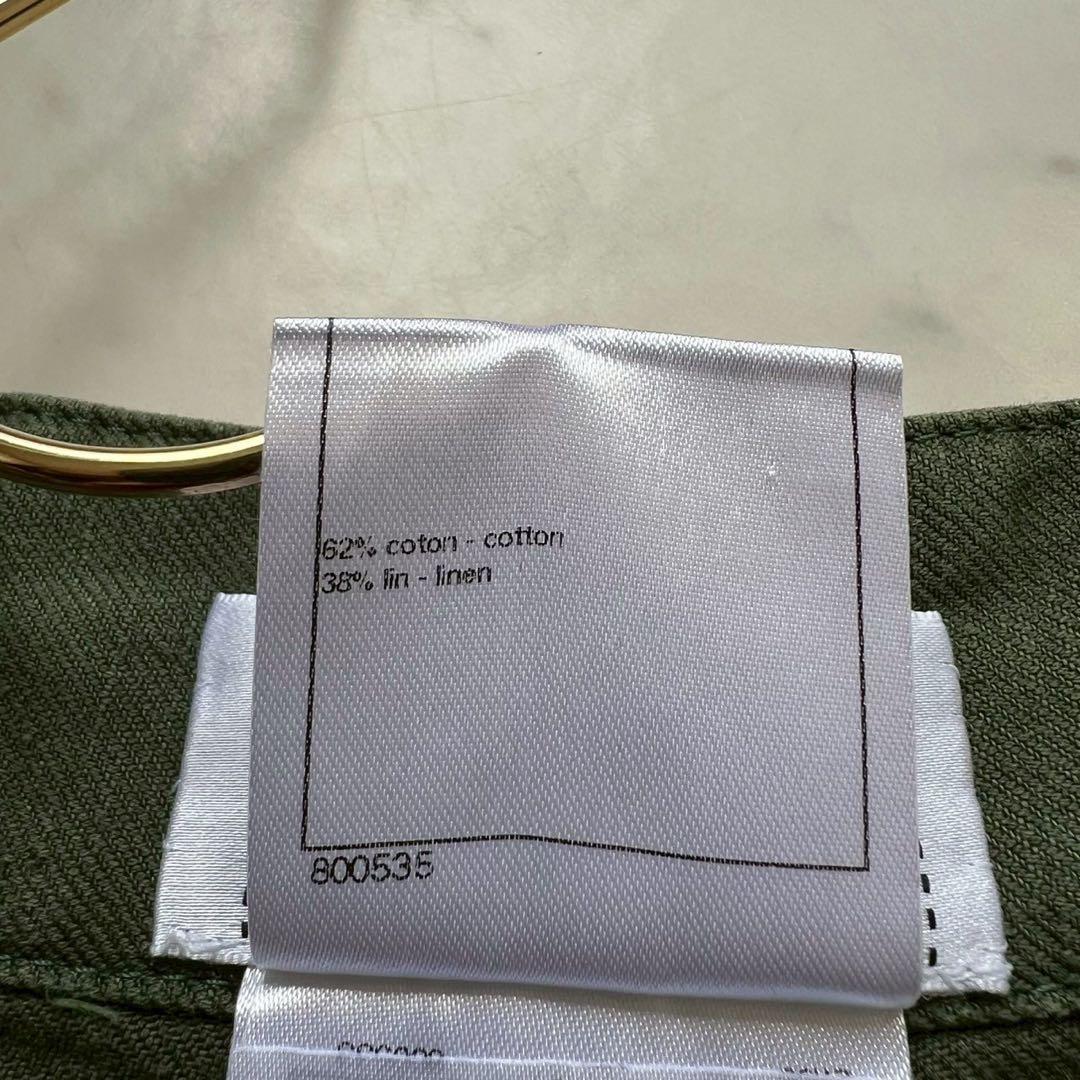 62% coton - cotton
38% lin - linen
800535